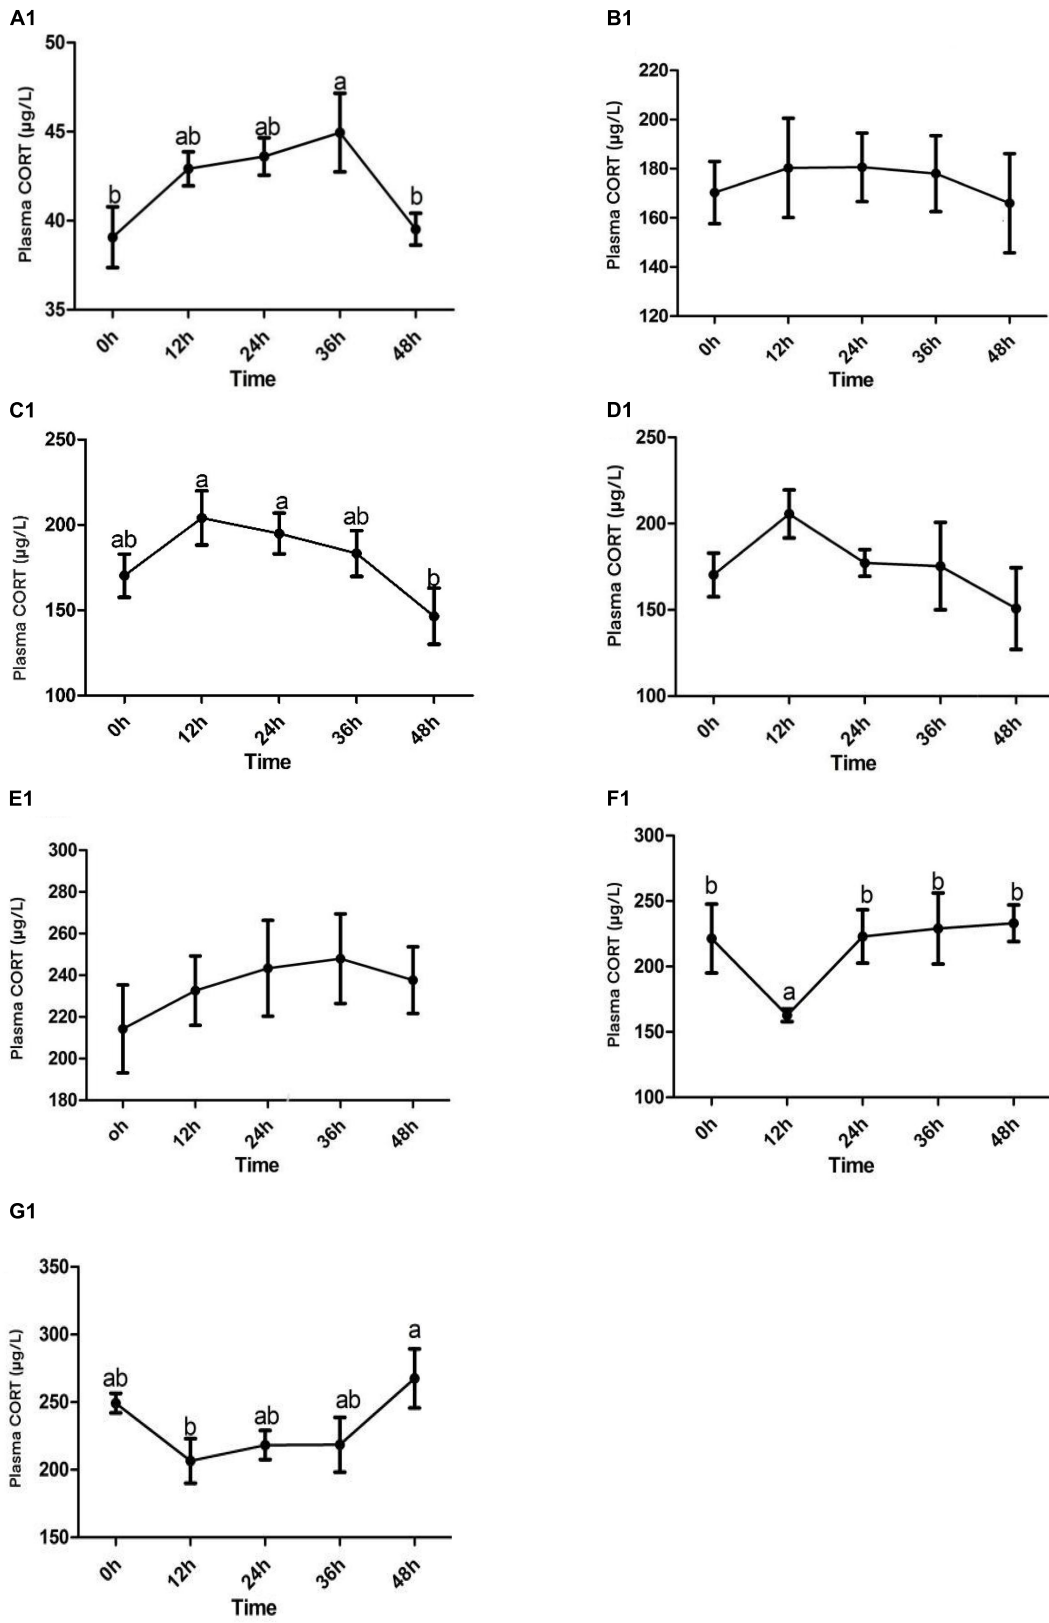 A1
Plasma CORT (µg/L)
50
45
40
35
b
ab
ab
a
b
0h
12h
24h
36h
48h
Time
B1
Plasma CORT (µg/L)
220
200
180
160
140
120
0h
12h
24h
36h
48h
Time
C1
Plasma CORT (µg/L)
250
200
150
100
ab
a
a
ab
b
0h
12h
24h
36h
48h
Time
D1
Plasma CORT (µg/L)
250
200
150
100
0h
12h
24h
36h
48h
Time
E1
Plasma CORT (µg/L)
300
280
260
240
220
200
180
oh
12h
24h
36h
48h
Time
F1
Plasma CORT (µg/L)
300
250
200
150
100
b
a
b
b
b
0h
12h
24h
36h
48h
Time
G1
Plasma CORT (µg/L)
350
300
250
200
150
ab
b
ab
ab
a
0h
12h
24h
36h
48h
Time